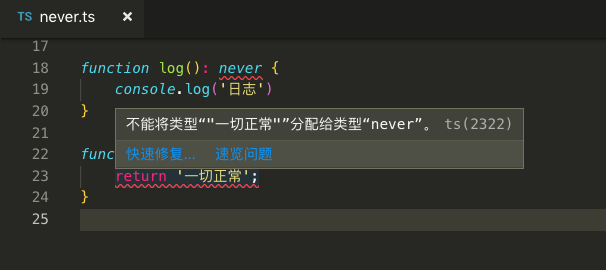 TS never.ts ×
17
18 function log(): never {
19 console.log('日志')
20 }
21
不能将类型“"一切正常"”分配给类型“never”。 ts(2322)
22 func
快速修复... 速览问题
23 return '一切正常';
24 }
25